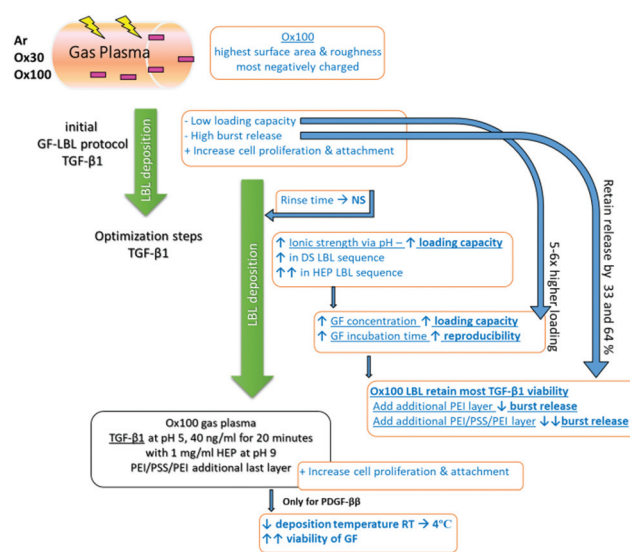 Ar
Ox30
Ox100
Gas Plasma
Ox100
highest surface area & roughness
most negatively charged
initial
GF-LBL protocol
TGF-β1
LBL deposition
- Low loading capacity
- High burst release
+ Increase cell proliferation & attachment
Rinse time → NS
Optimization steps
TGF-β1
LBL deposition
↑ Ionic strength via pH – ↑ loading capacity
↑ in DS LBL sequence
↑↑ in HEP LBL sequence
5-6x higher loading
Retain release by 33 and 64 %
↑ GF concentration ↑ loading capacity
↑ GF incubation time ↑ reproducibility
Ox100 LBL retain most TGF-β1 viability
Add additional PEI layer ↓ burst release
Add additional PEI/PSS/PEI layer ↓↓burst release
Ox100 gas plasma
TGF-β1 at pH 5, 40 ng/ml for 20 minutes
with 1 mg/ml HEP at pH 9
PEI/PSS/PEI additional last layer
+ Increase cell proliferation & attachment
Only for PDGF-ββ
↓ deposition temperature RT → 4°C
↑↑ viability of GF